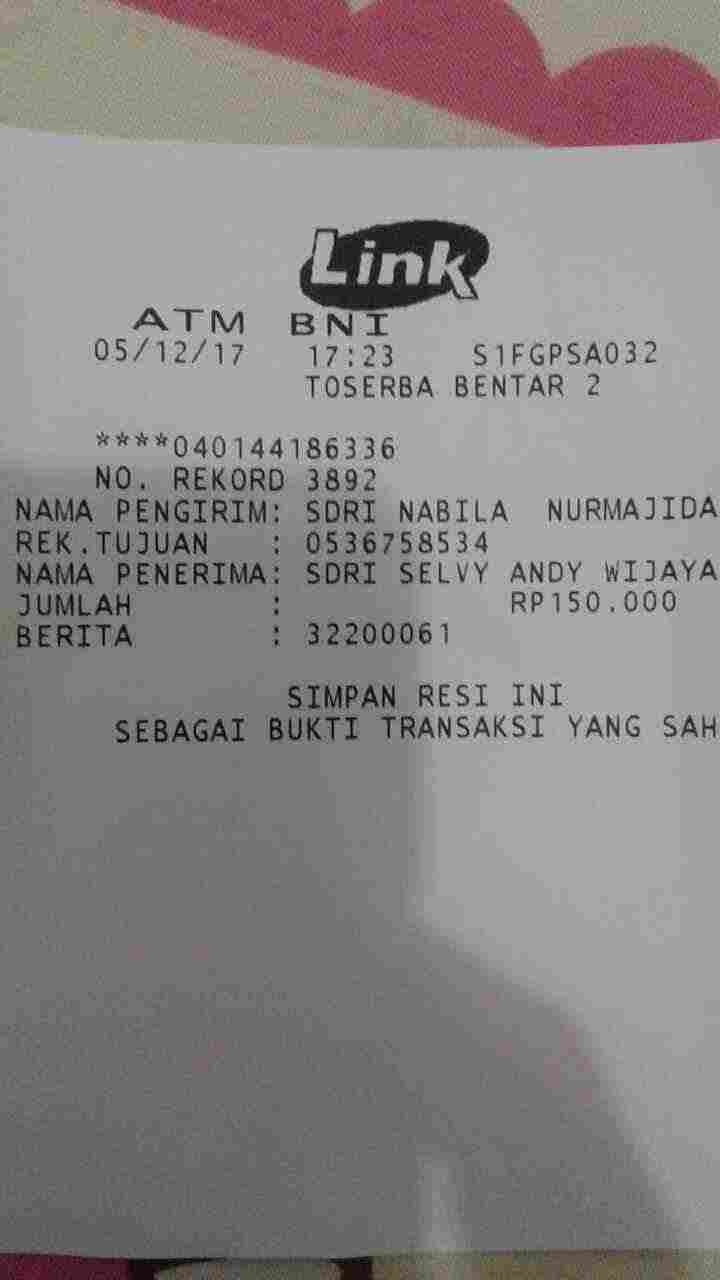 Link
ATM BNI
05/12/17 17:23 S1FGPSA032
TOSERBA BENTAR 2
****040144186336
NO. REKORD 3892
NAMA PENGIRIM: SDRI NABILA NURMAJIDA
REK.TUJUAN : 0536758534
NAMA PENERIMA: SDRI SELVY ANDY WIJAYA
JUMLAH : RP150.000
BERITA : 32200061
SIMPAN RESI INI
SEBAGAI BUKTI TRANSAKSI YANG SAH